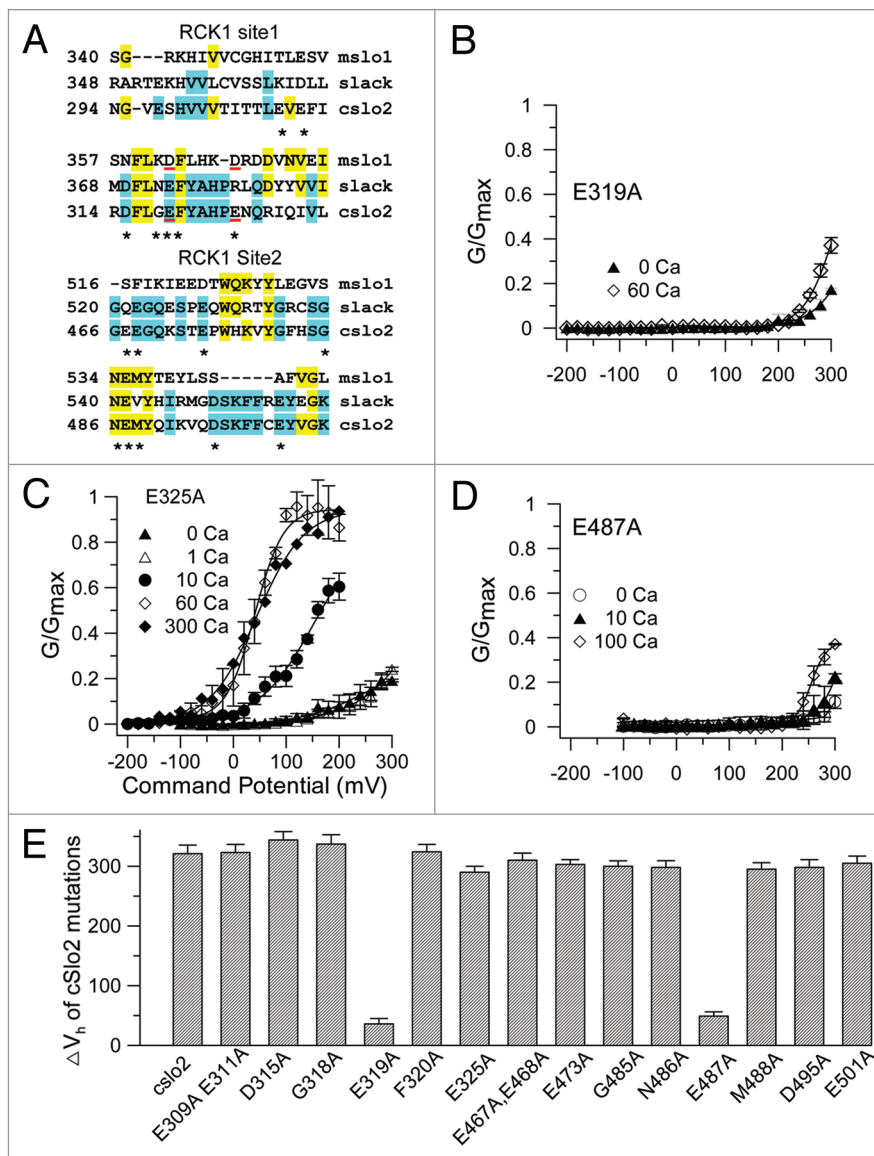 A
RCK1 site1
340 SG---RKHIVVCGHITLESV mslo1
348 RARTEKHVVLCVSSLKIDLL slack
294 NG-VESHVVVTITTLEVEFI cslo2
* *
357 SNFLKDFLHK-DRDDVNVEI mslo1
368 MDFLNEFYAHPRLQDYYVVI slack
314 RDFLGEFYAHPENQRIQIVL cslo2
* *** *
RCK1 Site2
516 -SFIKIEEDTWQKYYLEGVS mslo1
520 GQEGQESPEQWQRTYGRCSG slack
466 GEEGQKSTEPWHKVYGFHSG cslo2
** * *
534 NEMYTEYLSS-----AFVGL mslo1
540 NEVYHIRMGDSKFFREYEGK slack
486 NEMYQIKVQDSKFFCEYVGK cslo2
*** * *
B
E319A
0 Ca
60 Ca
G/Gmax
1
0.8
0.6
0.4
0.2
0
-200 -100 0 100 200 300
C
E325A
0 Ca
1 Ca
10 Ca
60 Ca
300 Ca
G/Gmax
1
0.8
0.6
0.4
0.2
0
-200 -100 0 100 200 300
Command Potential (mV)
D
E487A
0 Ca
10 Ca
100 Ca
G/Gmax
1
0.8
0.6
0.4
0.2
0
-200 -100 0 100 200 300
E
△Vh of cSlo2 mutations
300
200
100
0
cslo2
E309A E311A
D315A
G318A
E319A
F320A
E325A
E467A,E468A
E473A
G485A
N486A
E487A
M488A
D495A
E501A